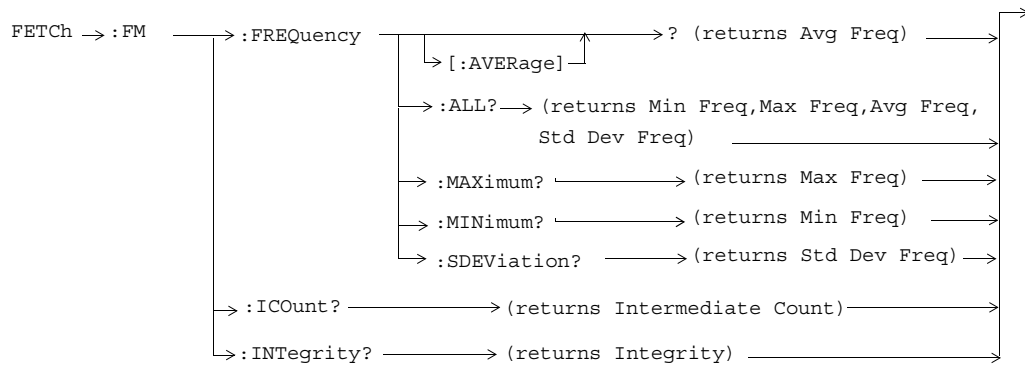 FETCh :FM :FREQuency ? (returns Avg Freq)
[:AVERage]
:ALL? (returns Min Freq,Max Freq,Avg Freq,
Std Dev Freq)
:MAXimum? (returns Max Freq)
:MINimum? (returns Min Freq)
:SDEViation? (returns Std Dev Freq)
:ICOunt? (returns Intermediate Count)
:INTegrity? (returns Integrity)